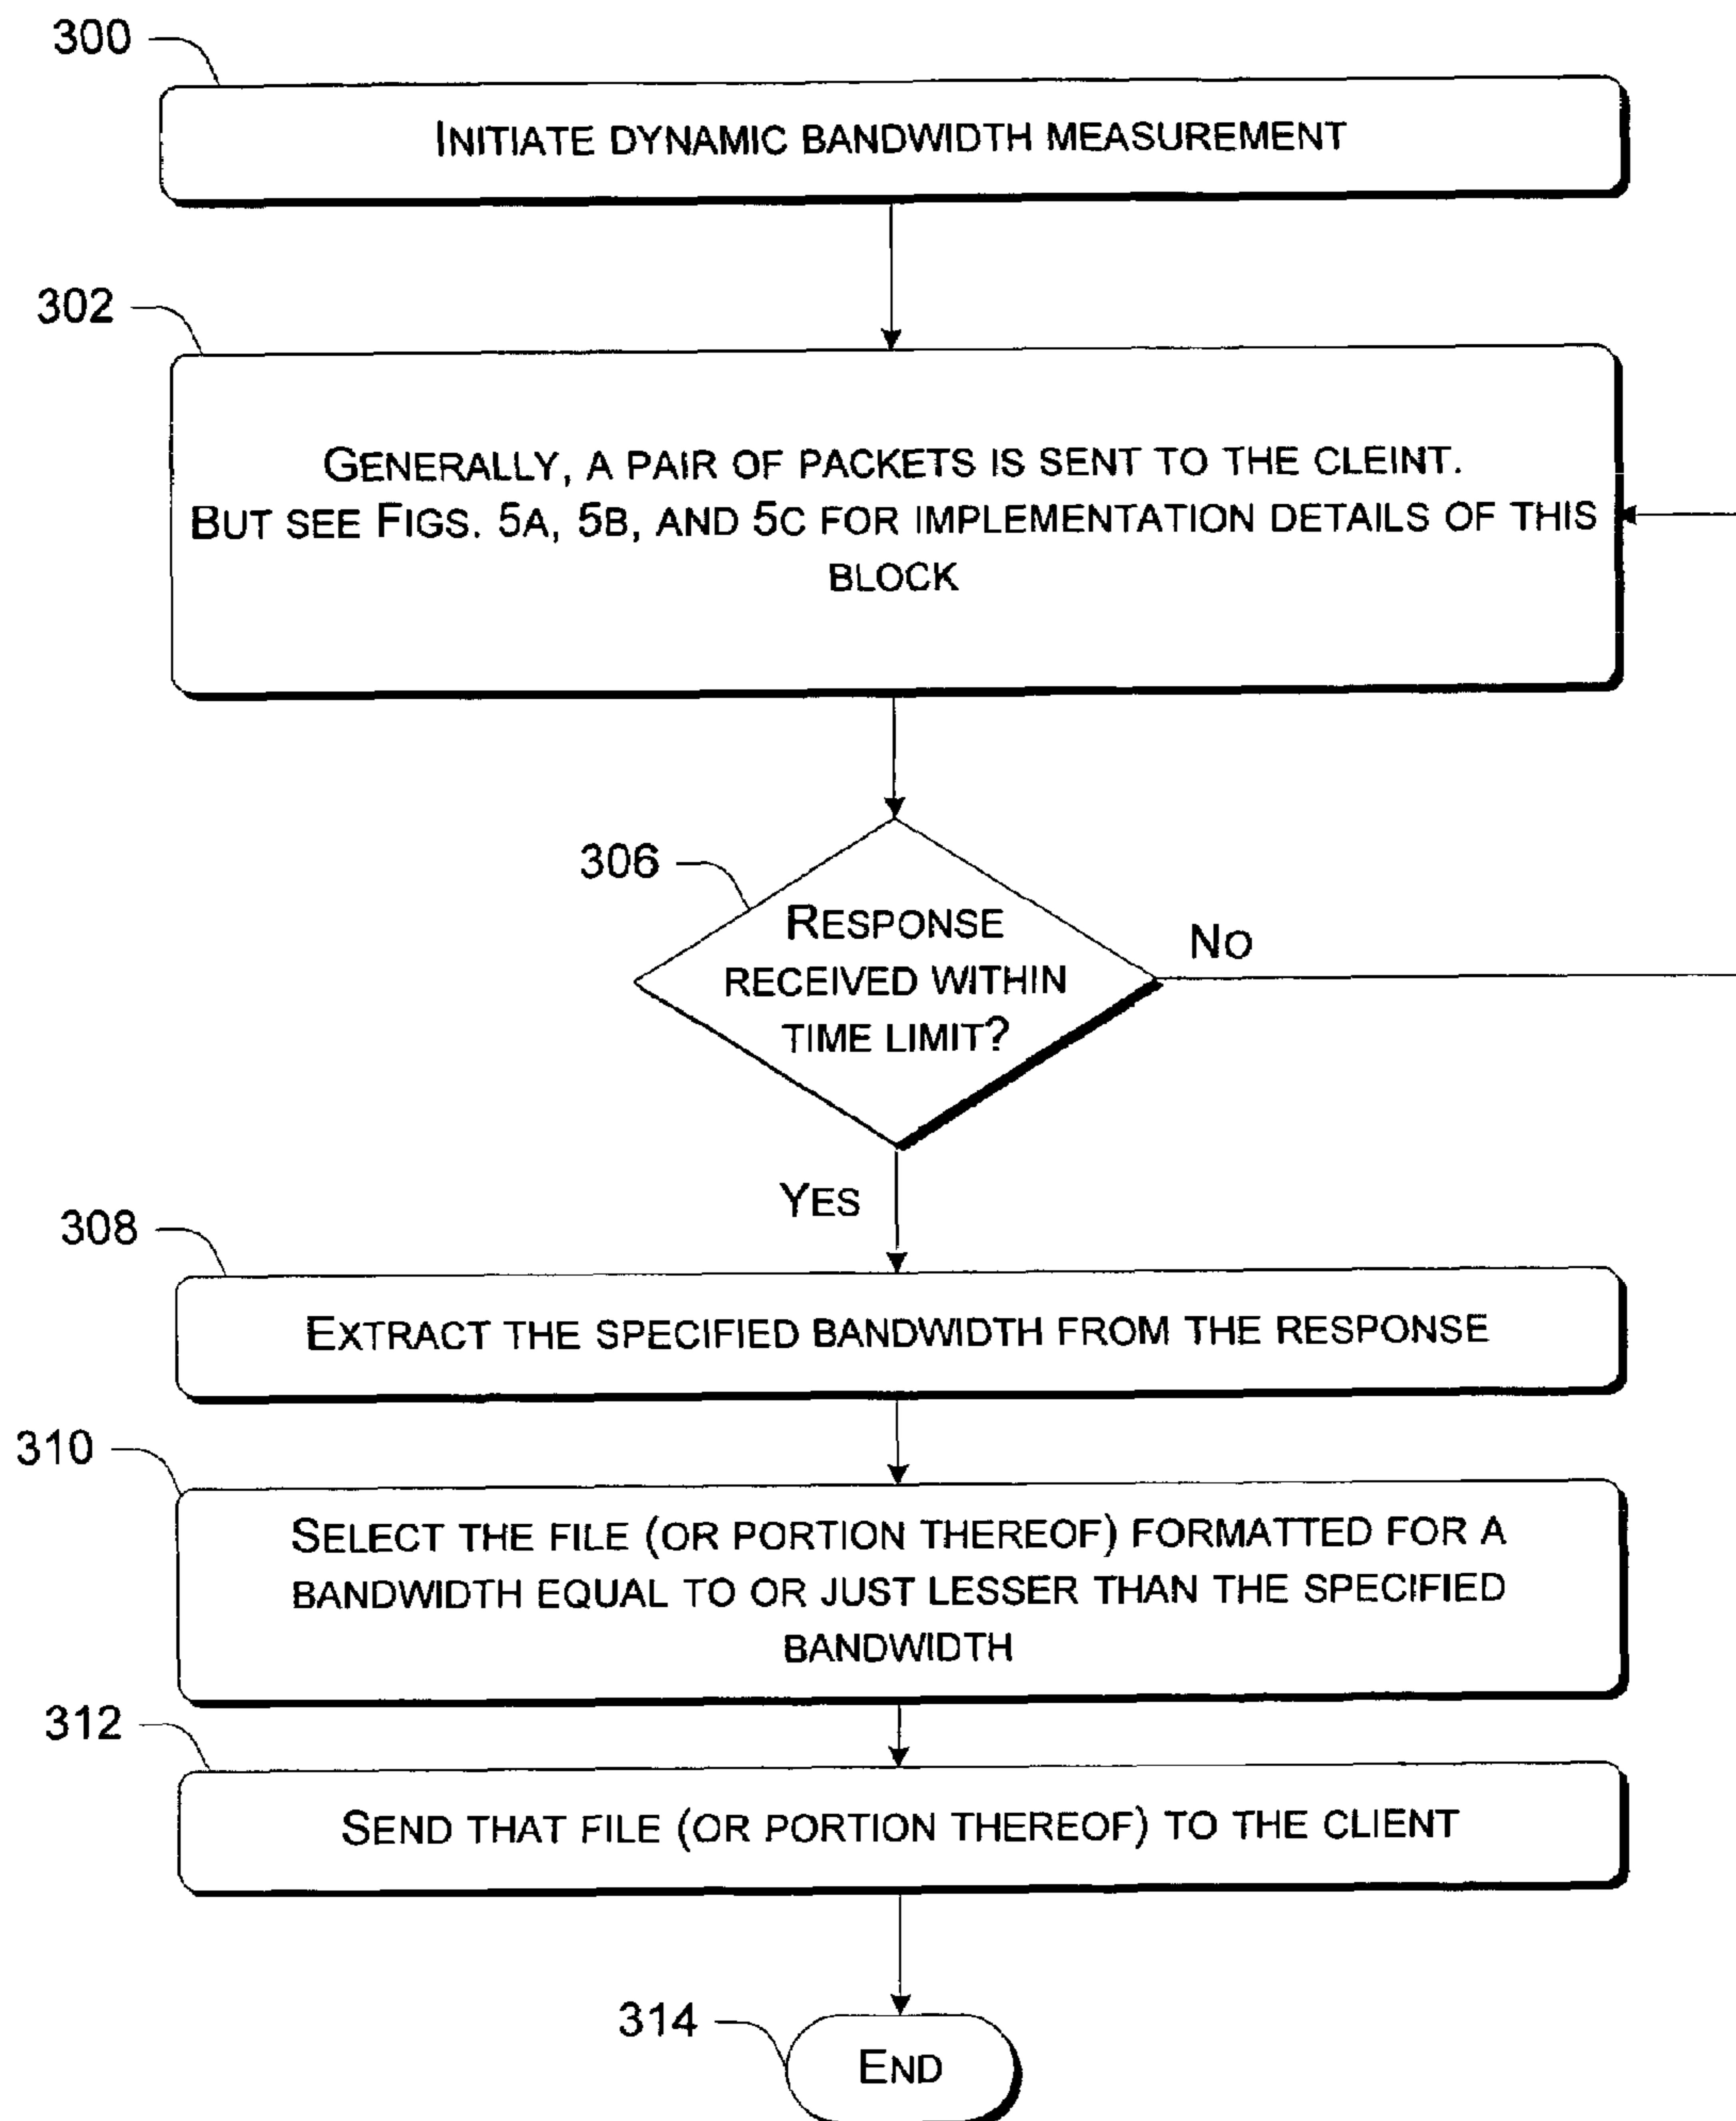 300
INITIATE DYNAMIC BANDWIDTH MEASUREMENT
302
GENERALLY, A PAIR OF PACKETS IS SENT TO THE CLEINT.
BUT SEE FIGS. 5A, 5B, AND 5C FOR IMPLEMENTATION DETAILS OF THIS
BLOCK
306
RESPONSE
RECEIVED WITHIN
TIME LIMIT?
NO
YES
308
EXTRACT THE SPECIFIED BANDWIDTH FROM THE RESPONSE
310
SELECT THE FILE (OR PORTION THEREOF) FORMATTED FOR A
BANDWIDTH EQUAL TO OR JUST LESSER THAN THE SPECIFIED
BANDWIDTH
312
SEND THAT FILE (OR PORTION THEREOF) TO THE CLIENT
314
END